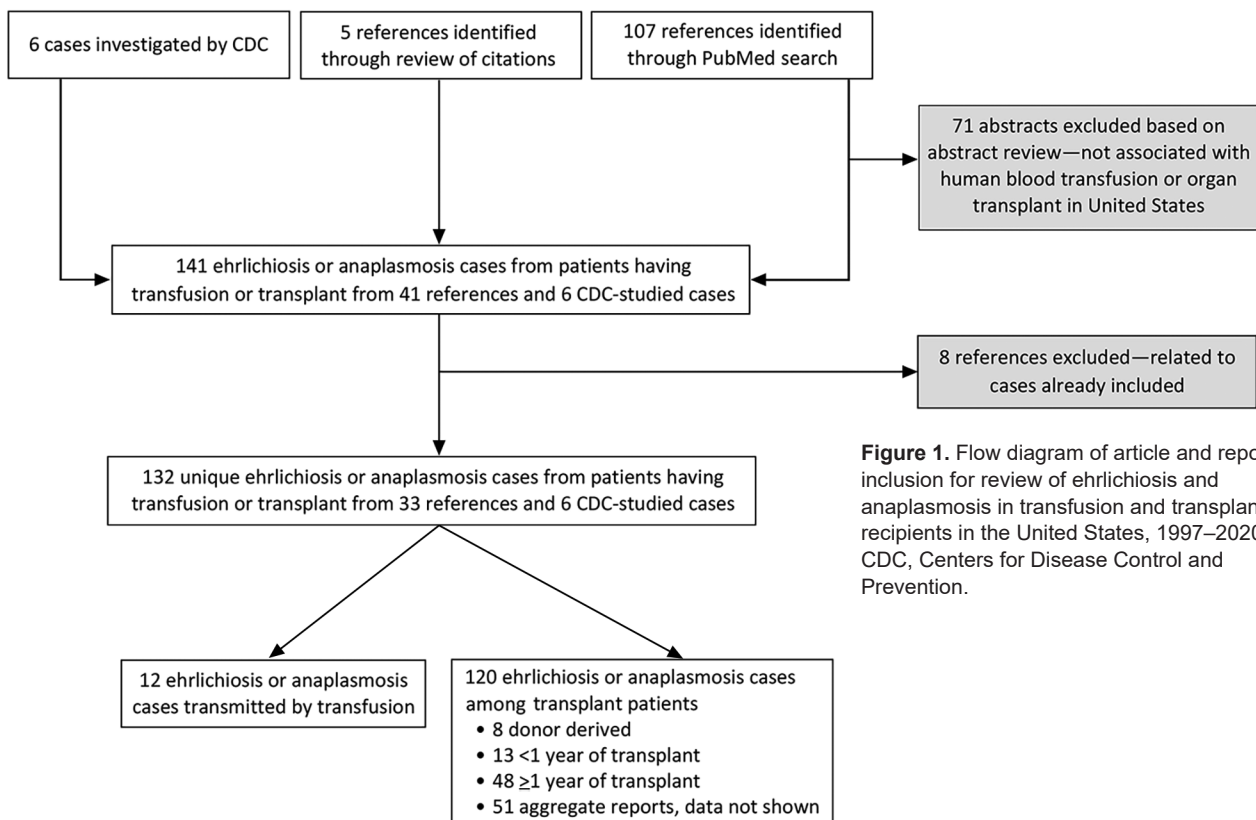 6 cases investigated by CDC
5 references identified
through review of citations
107 references identified
through PubMed search
71 abstracts excluded based on
abstract review—not associated with
human blood transfusion or organ
transplant in United States
141 ehrlichiosis or anaplasmosis cases from patients having
transfusion or transplant from 41 references and 6 CDC-studied cases
8 references excluded—related to
cases already included
132 unique ehrlichiosis or anaplasmosis cases from patients having
transfusion or transplant from 33 references and 6 CDC-studied cases
Figure 1. Flow diagram of article and repo
inclusion for review of ehrlichiosis and
anaplasmosis in transfusion and transplan
recipients in the United States, 1997–2020
CDC, Centers for Disease Control and
Prevention.
12 ehrlichiosis or anaplasmosis
cases transmitted by transfusion
120 ehrlichiosis or anaplasmosis cases
among transplant patients
• 8 donor derived
• 13 <1 year of transplant
• 48 ≥1 year of transplant
• 51 aggregate reports, data not shown